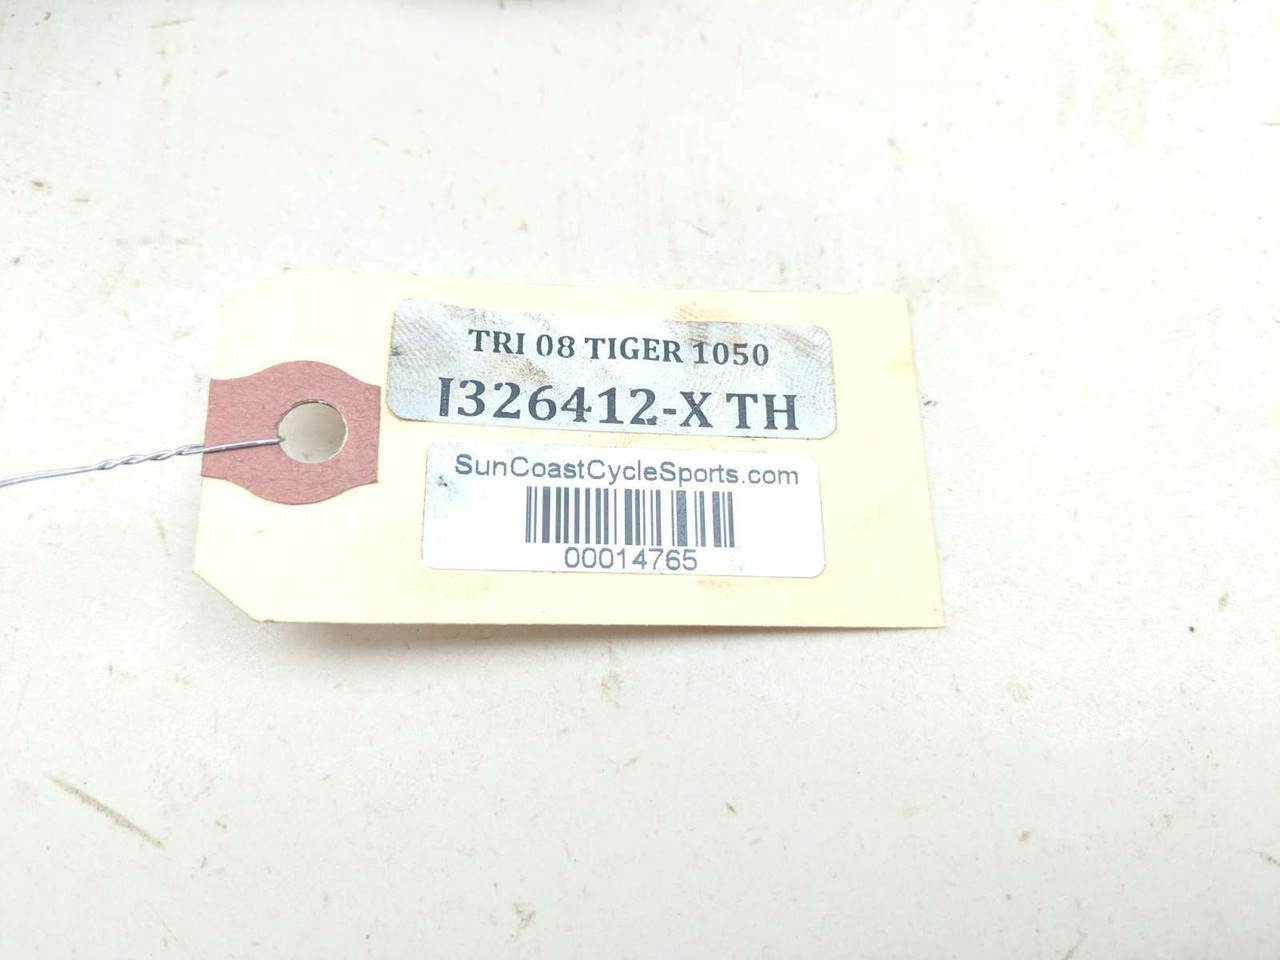 TRI 08 TIGER 1050
I326412-X TH
SunCoastCycleSports.com
00014765